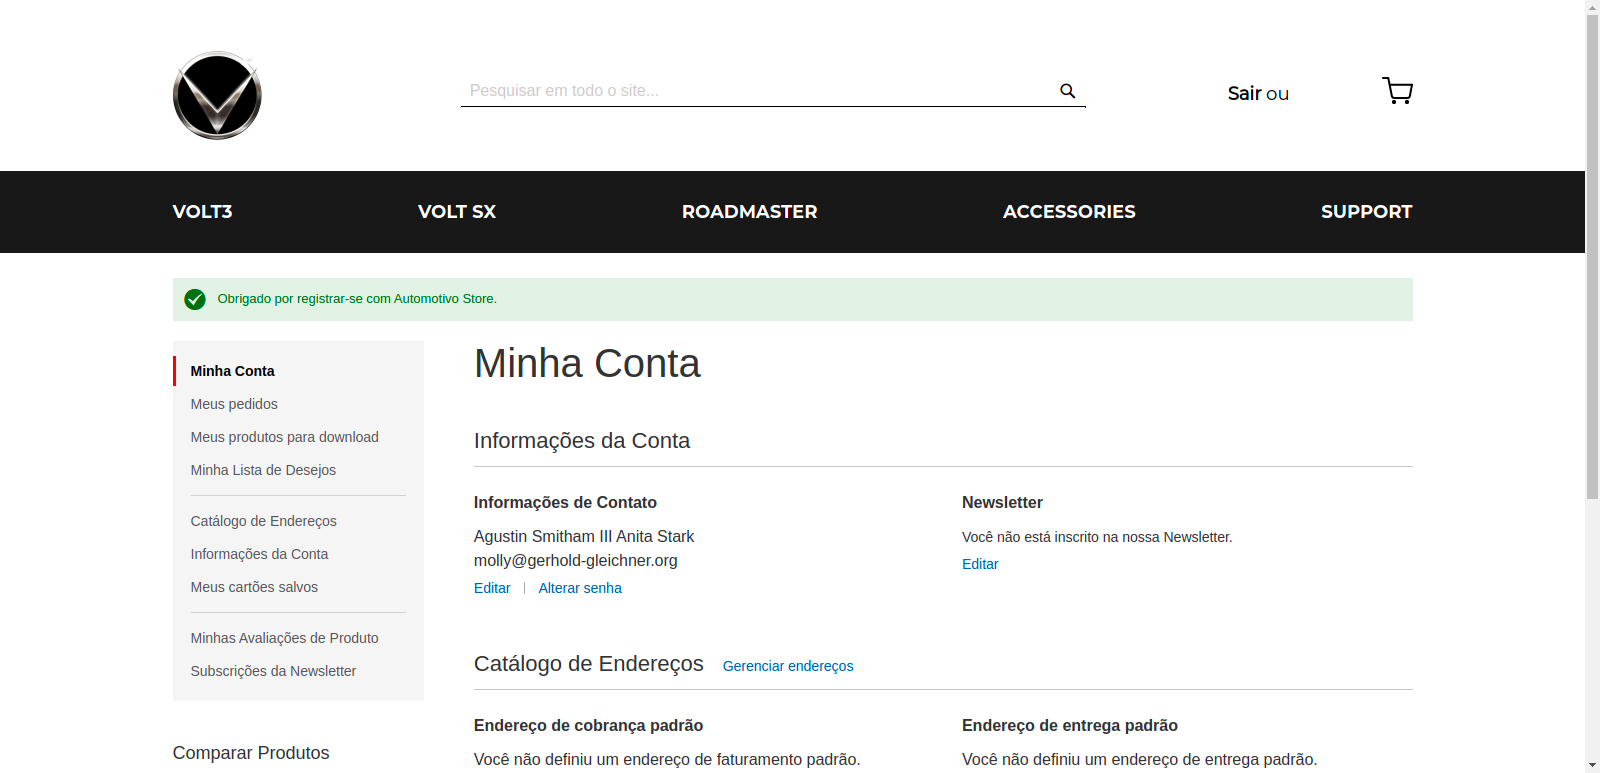 Pesquisar em todo o site...
Sair ou
VOLT3
VOLT SX
ROADMASTER
ACCESSORIES
SUPPORT
Obrigado por registrar-se com Automotivo Store.
Minha Conta
Meus pedidos
Meus produtos para download
Minha Lista de Desejos
Catálogo de Endereços
Informações da Conta
Meus cartões salvos
Minhas Avaliações de Produto
Subscrições da Newsletter
Comparar Produtos
Minha Conta
Informações da Conta
Informações de Contato
Agustin Smitham III Anita Stark
molly@gerhold-gleichner.org
Editar
Alterar senha
Newsletter
Você não está inscrito na nossa Newsletter.
Editar
Catálogo de Endereços
Gerenciar endereços
Endereço de cobrança padrão
Você não definiu um endereço de faturamento padrão.
Endereço de entrega padrão
Você não definiu um endereço de entrega padrão.